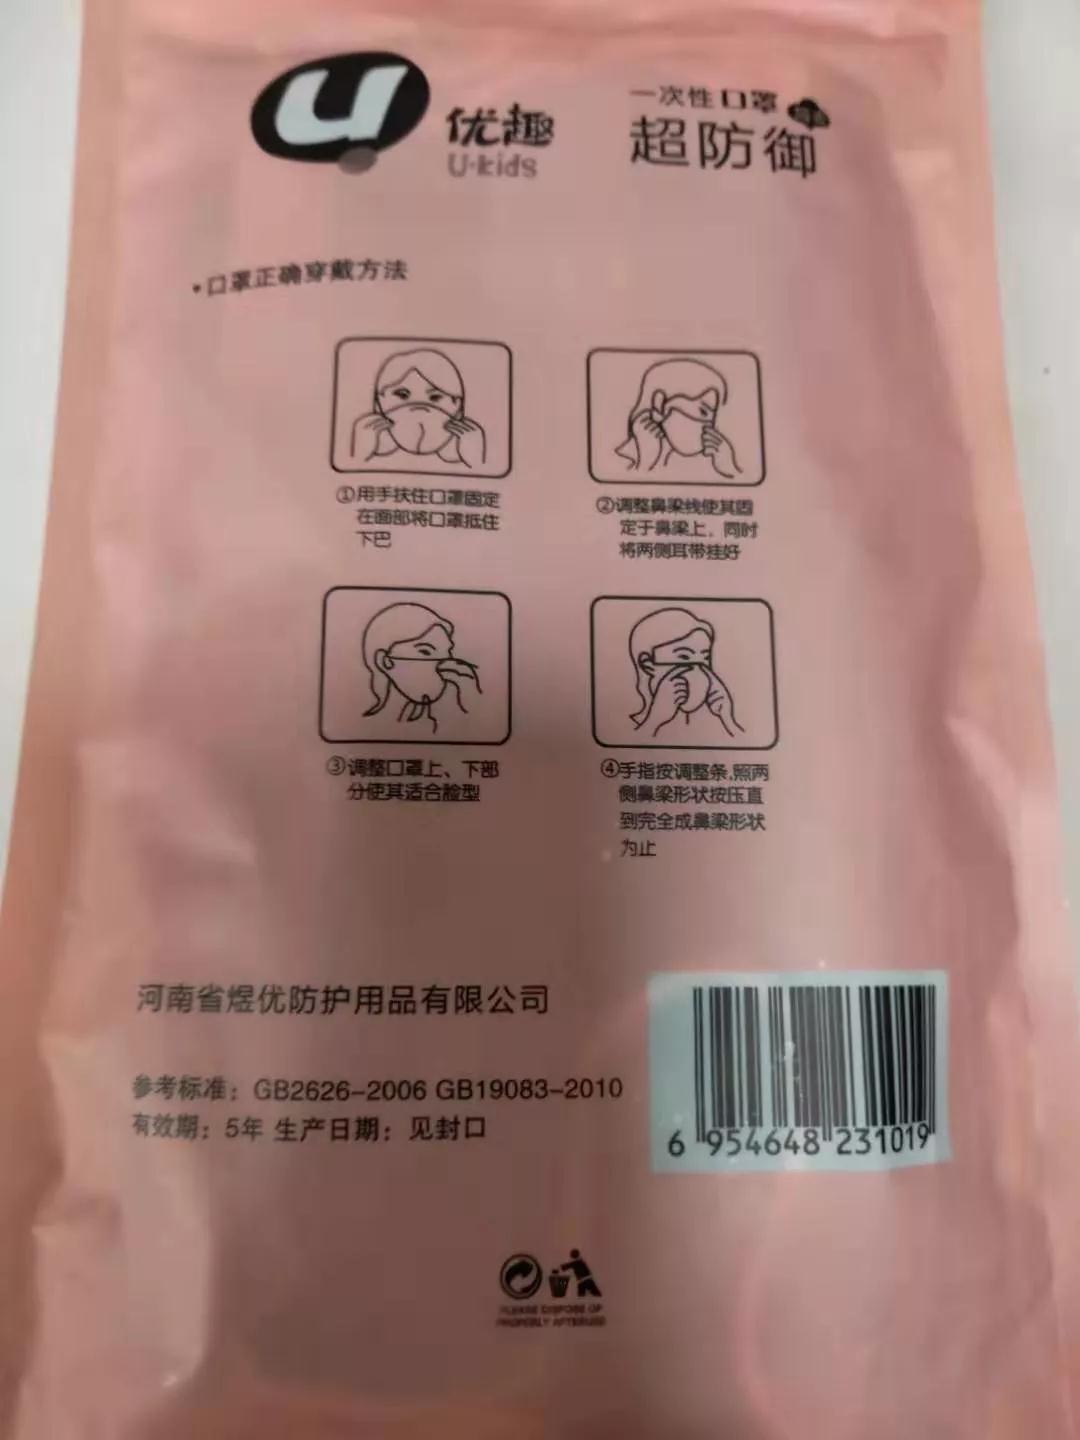 u
优趣
U·kids
一次性口罩
超防御
·口罩正确穿戴方法
①用手扶住口罩固定
在面部将口罩抵住
下巴
②调整鼻梁线使其固
定于鼻梁上，同时
将两侧耳带挂好
③调整口罩上、下部
分使其适合脸型
④手指按调整条,照两
侧鼻梁形状按压直
到完全成鼻梁形状
为止
河南省煜优防护用品有限公司
参考标准：GB2626-2006 GB19083-2010
有效期：5年 生产日期：见封口
6 954648 231019
PLEASE DISPOSE OF
PROPERLY AFTERUSE